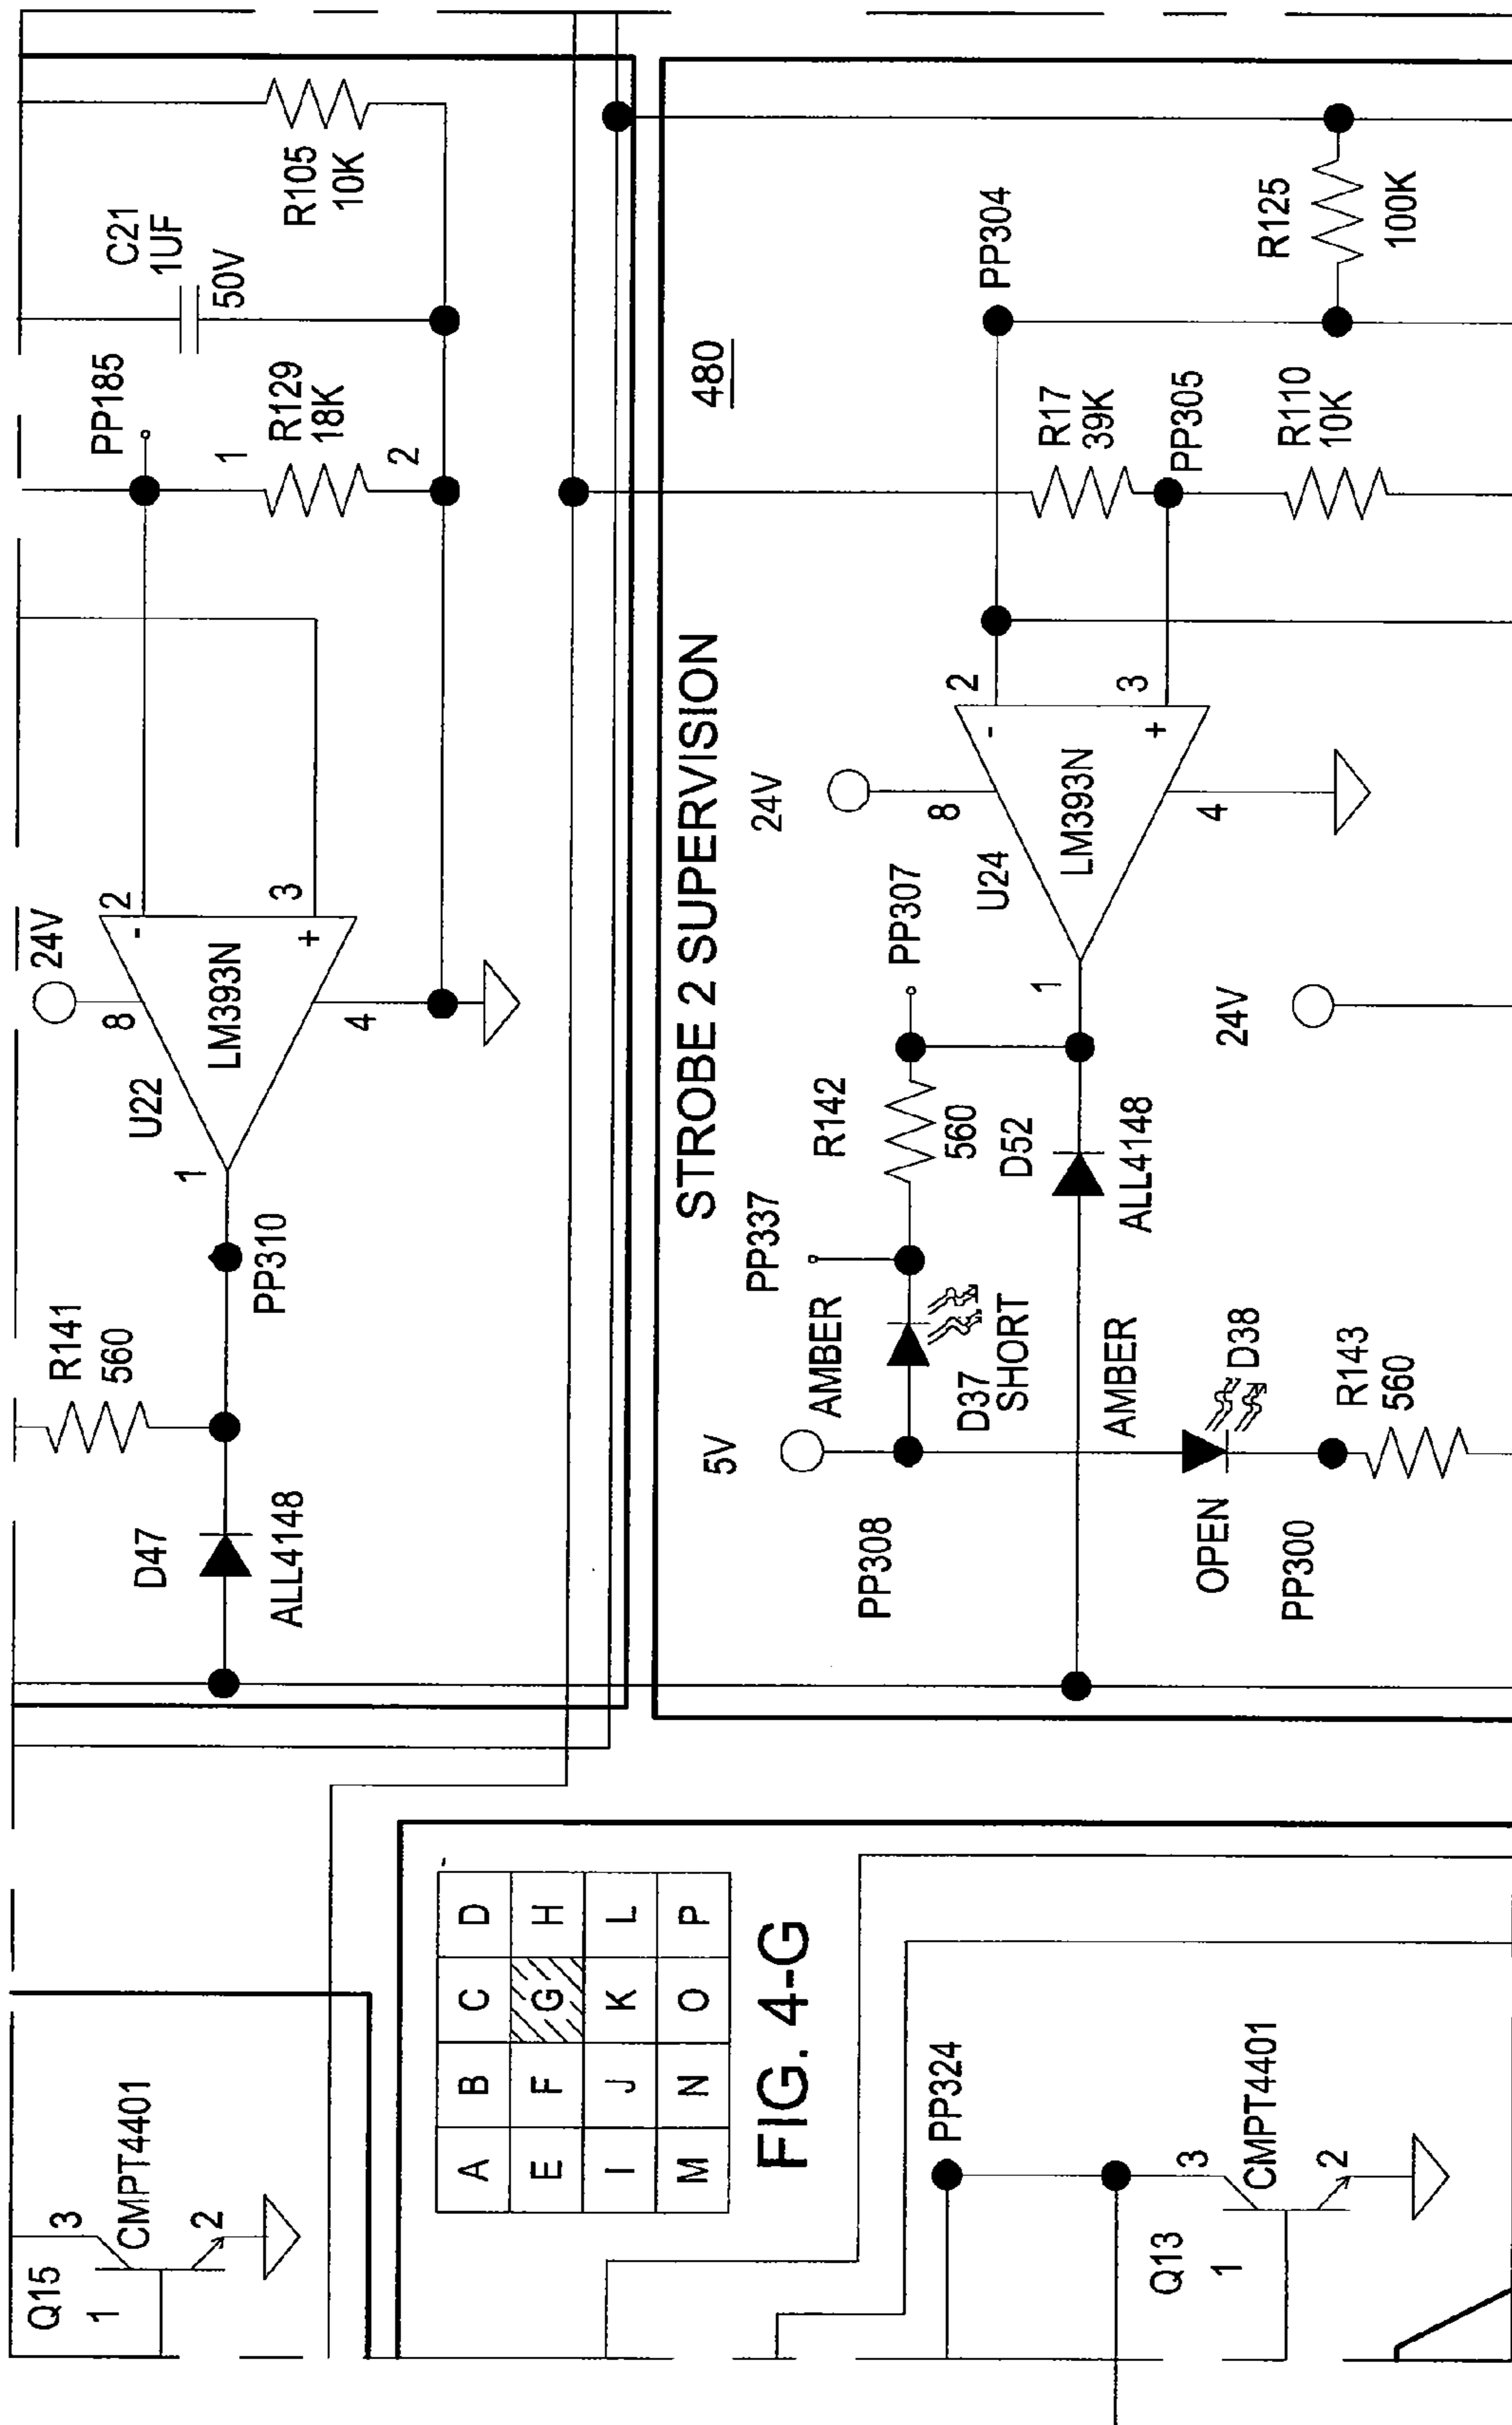 Q15
1
3
CMPT4401
2
D47
ALL4148
R141
560
PP310
1
U22
24V
8
LM393N
4
-
2
+
3
PP185
1
R129
18K
2
C21
1UF
50V
R105
10K
A B C D
E F G H
I J K L
M N O P
FIG. 4-G
STROBE 2 SUPERVISION
480
5V
PP308
AMBER
PP337
D37
SHORT
R142
560
PP307
D52
ALL4148
AMBER
OPEN
D38
PP300
R143
560
1
U24
24V
8
LM393N
4
-
2
+
3
24V
PP304
R17
39K
PP305
R110
10K
R125
100K
PP324
Q13
1
3
CMPT4401
2